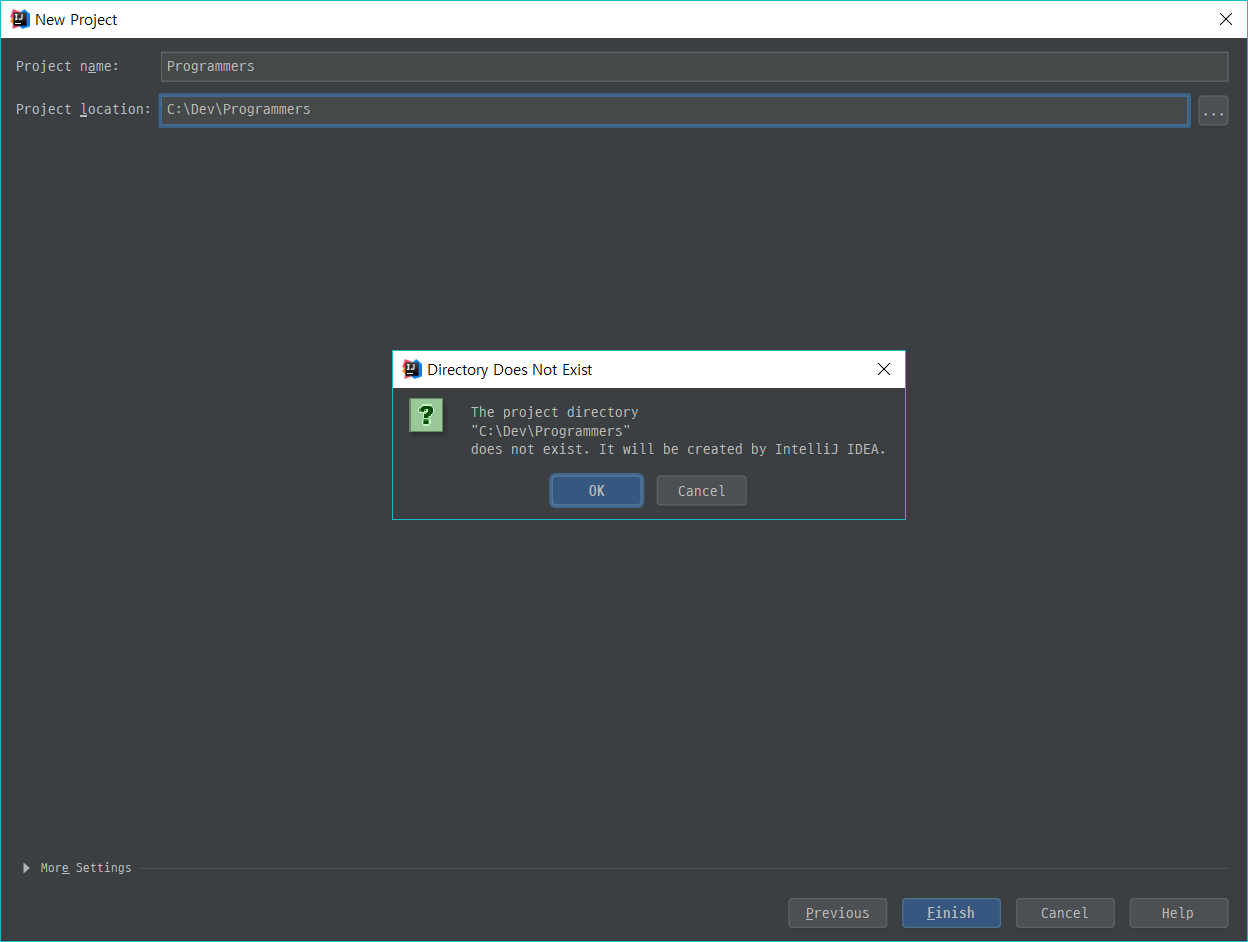 New Project
Project name: Programmers
Project location: C:\Dev\Programmers ...
Directory Does Not Exist
? The project directory
"C:\Dev\Programmers"
does not exist. It will be created by IntelliJ IDEA.
OK Cancel
More Settings
Previous Finish Cancel Help